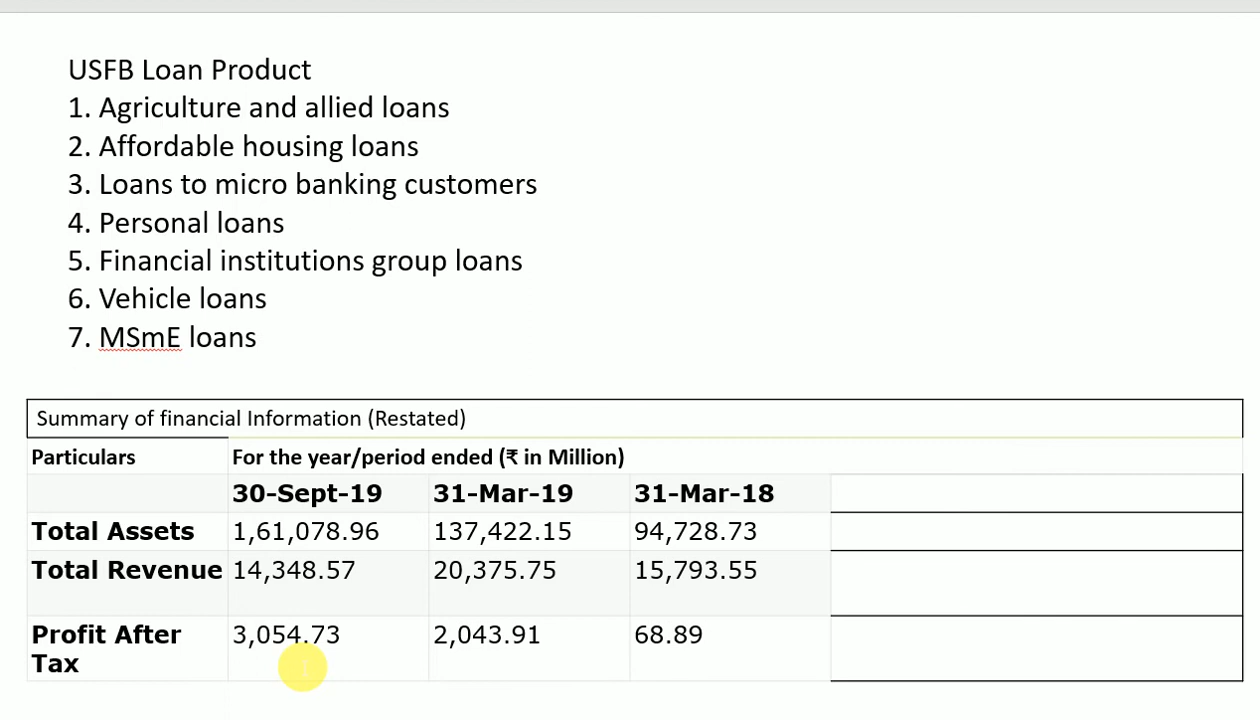 USFB Loan Product
1. Agriculture and allied loans
2. Affordable housing loans
3. Loans to micro banking customers
4. Personal loans
5. Financial institutions group loans
6. Vehicle loans
7. MSmE loans
Summary of financial Information (Restated)
Particulars For the year/period ended (₹ in Million)
30-Sept-19 31-Mar-19 31-Mar-18
Total Assets 1,61,078.96 137,422.15 94,728.73
Total Revenue 14,348.57 20,375.75 15,793.55
Profit After 3,054.73 2,043.91 68.89
Tax